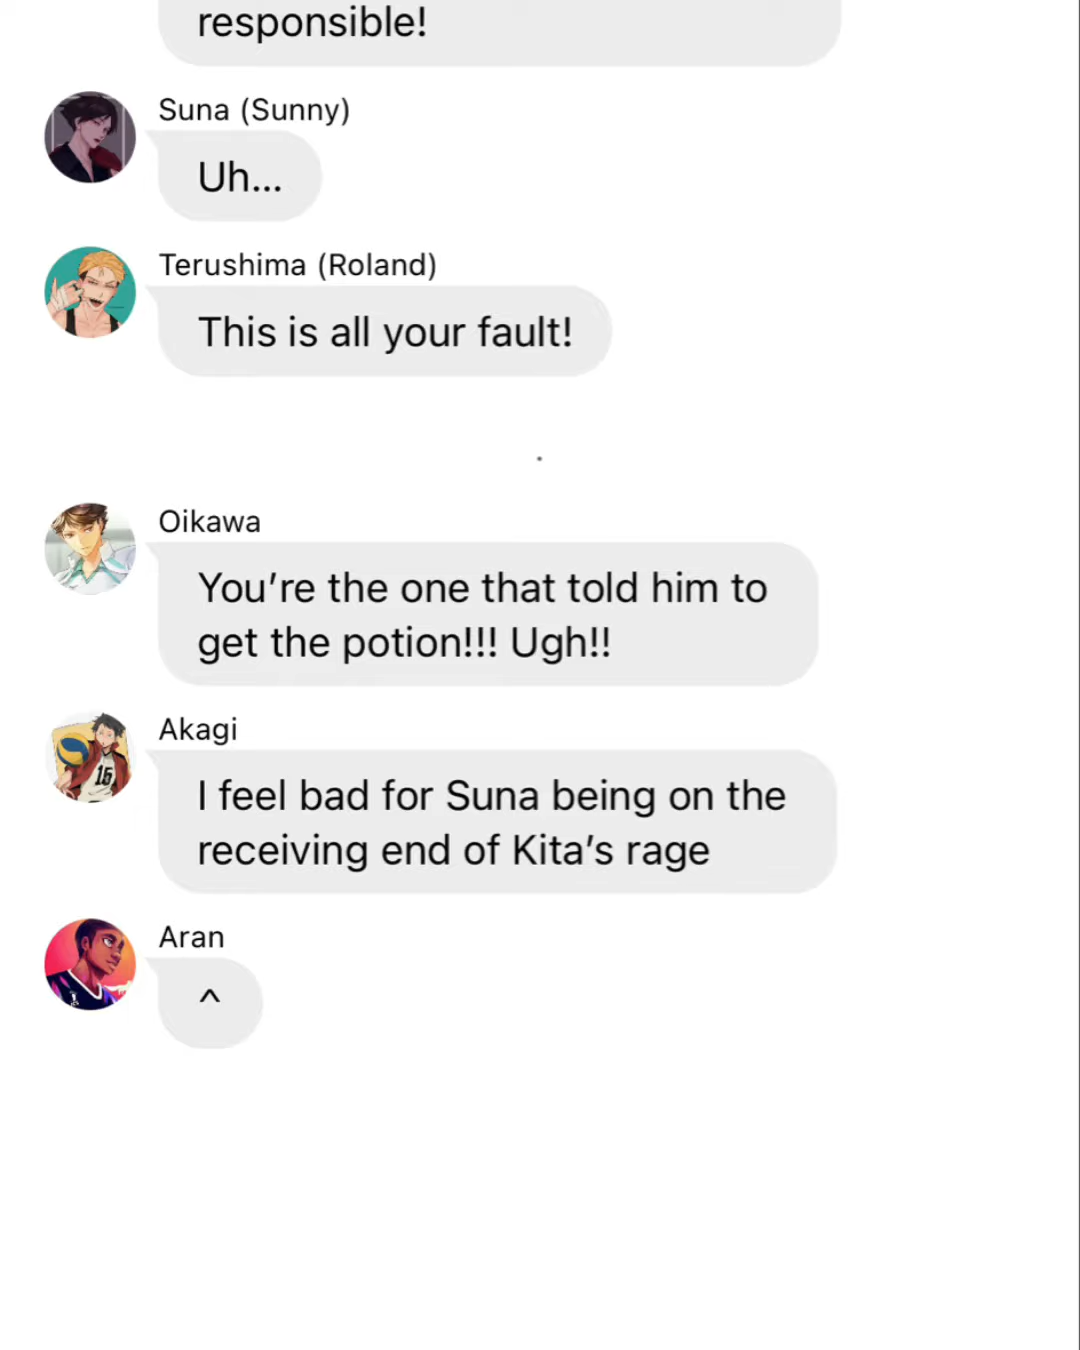 responsible!
Suna (Sunny)
Uh...
Terushima (Roland)
This is all your fault!
.
Oikawa
You're the one that told him to
get the potion!!! Ugh!!
Akagi
15
I feel bad for Suna being on the
receiving end of Kita's rage
Aran
^